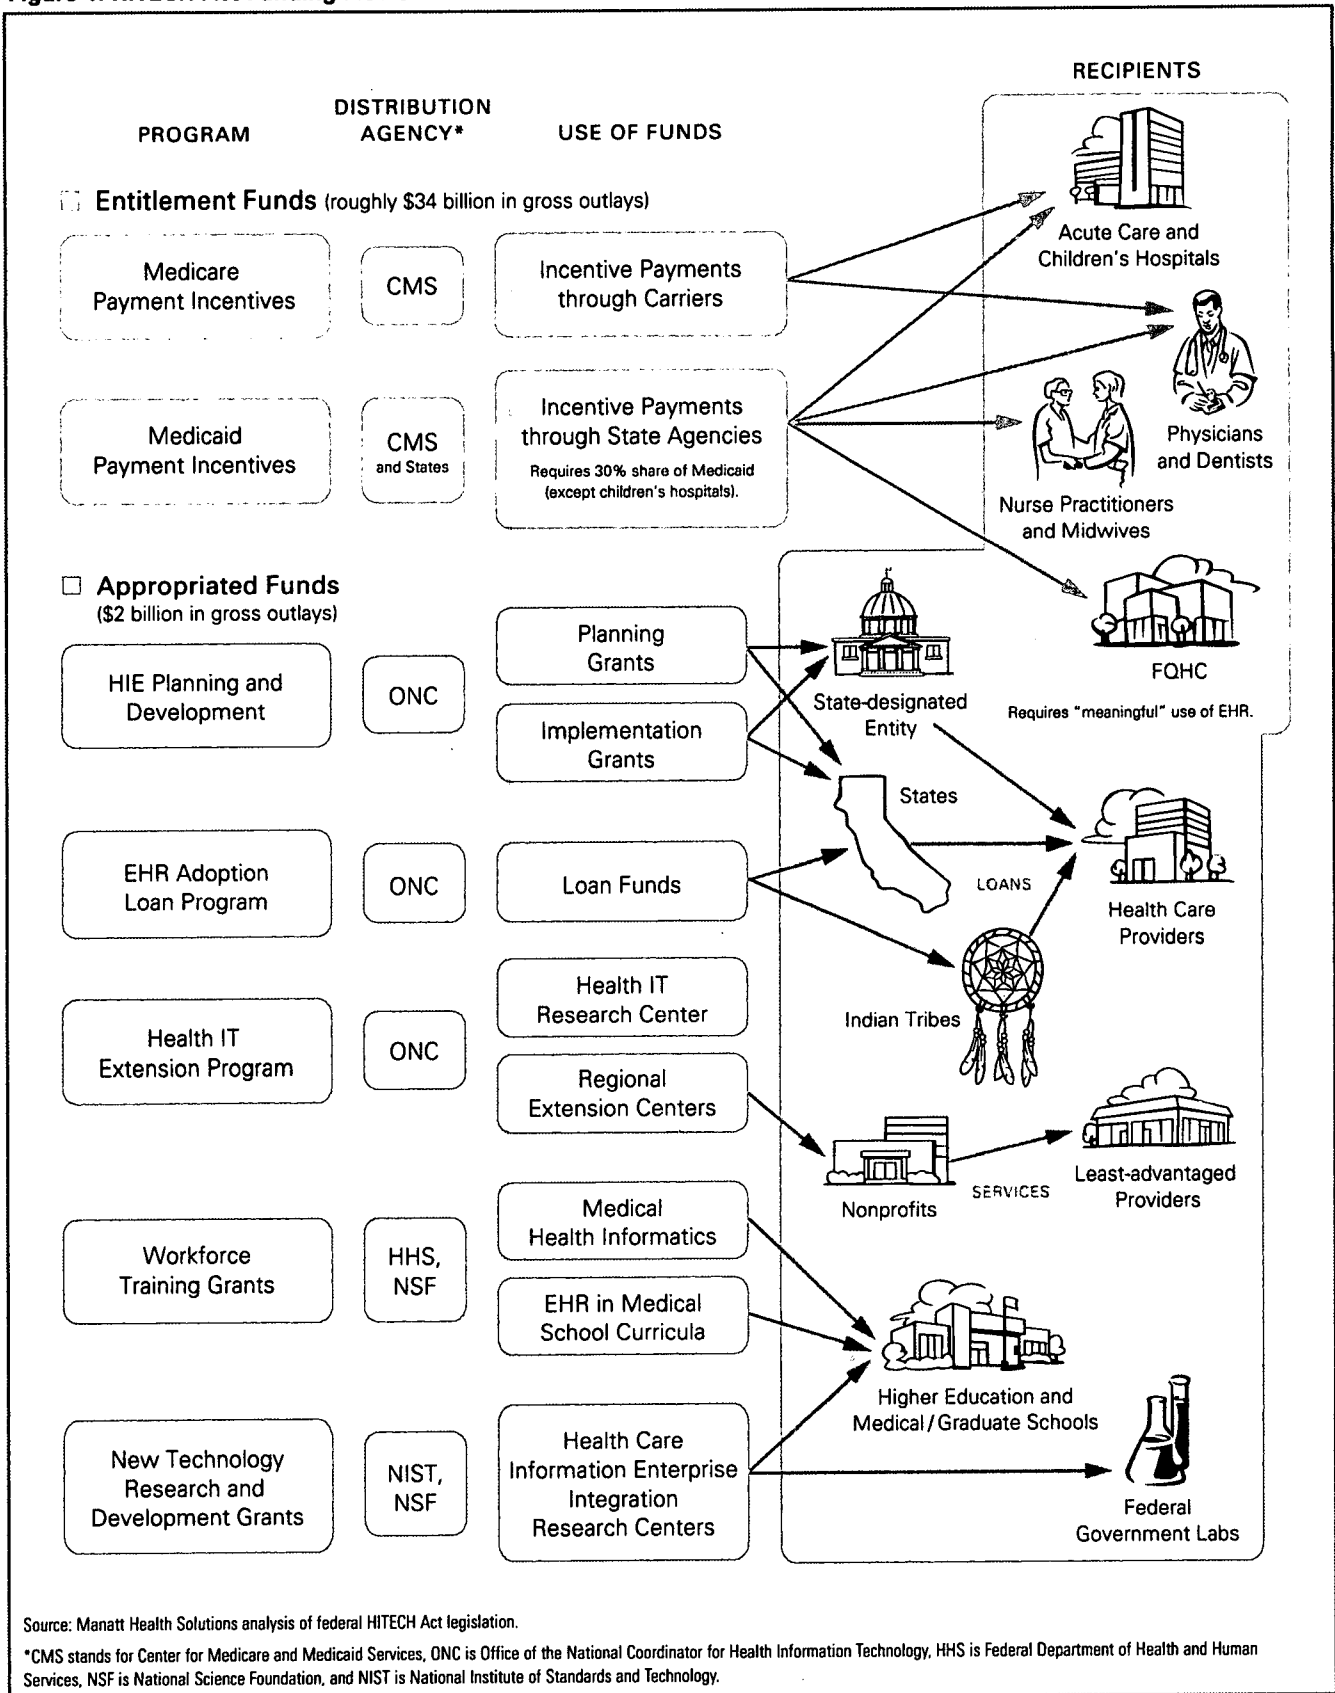 RECIPIENTS
DISTRIBUTION
PROGRAM AGENCY* USE OF FUNDS
Entitlement Funds (roughly $34 billion in gross outlays)
Medicare
Payment Incentives
CMS
Incentive Payments
through Carriers
Acute Care and
Children's Hospitals
Medicaid
Payment Incentives
CMS
and States
Incentive Payments
through State Agencies
Requires 30% share of Medicaid
(except children's hospitals).
Physicians
and Dentists
Nurse Practitioners
and Midwives
FQHC
Requires "meaningful" use of EHR.
Appropriated Funds
($2 billion in gross outlays)
HIE Planning and
Development
ONC
Planning
Grants
Implementation
Grants
State-designated
Entity
States
EHR Adoption
Loan Program
ONC
Loan Funds
LOANS
Health Care
Providers
Indian Tribes
Health IT
Extension Program
ONC
Health IT
Research Center
Regional
Extension Centers
Nonprofits
SERVICES
Least-advantaged
Providers
Workforce
Training Grants
HHS,
NSF
Medical
Health Informatics
EHR in Medical
School Curricula
Higher Education and
Medical/Graduate Schools
New Technology
Research and
Development Grants
NIST,
NSF
Health Care
Information Enterprise
Integration
Research Centers
Federal
Government Labs
Source: Manatt Health Solutions analysis of federal HITECH Act legislation.
*CMS stands for Center for Medicare and Medicaid Services, ONC is Office of the National Coordinator for Health Information Technology, HHS is Federal Department of Health and Human
Services, NSF is National Science Foundation, and NIST is National Institute of Standards and Technology.